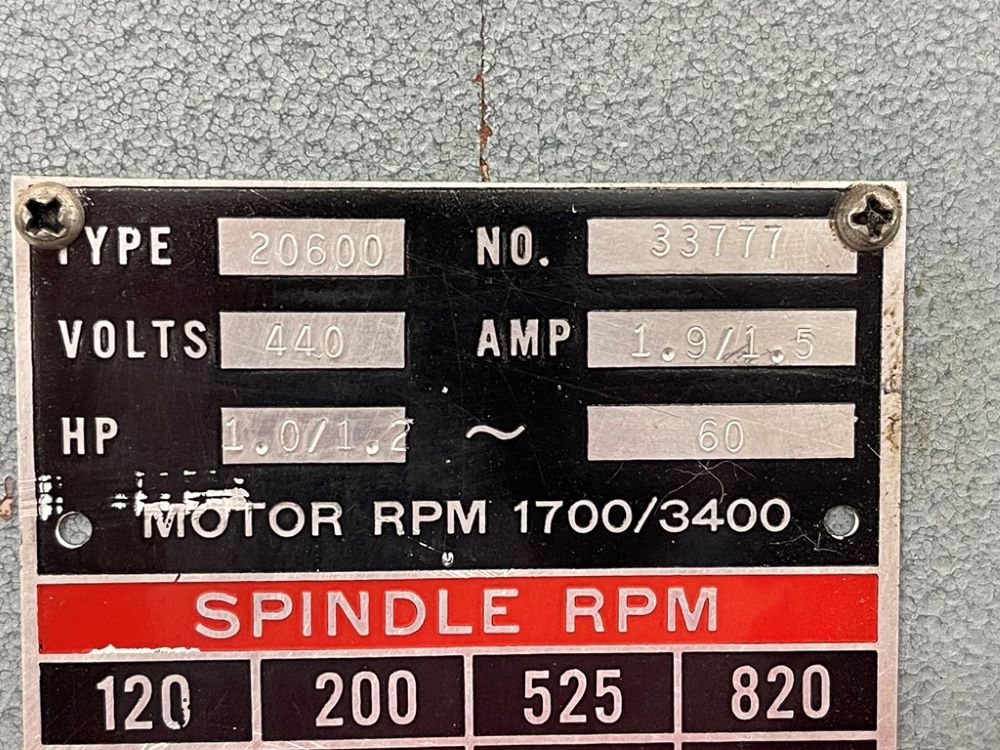 TYPE 20600 NO. 33777
VOLTS 440 AMP 1.9/1.5
HP 1.0/1.2 ~ 60
MOTOR RPM 1700/3400
SPINDLE RPM
120 200 525 820